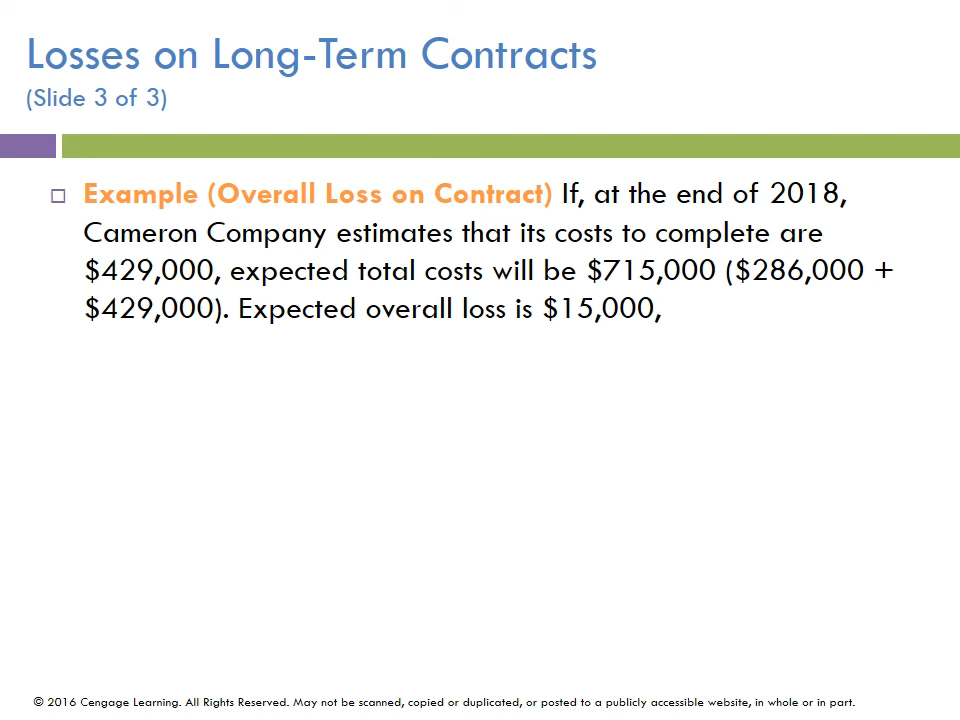 Losses on Long-Term Contracts
(Slide 3 of 3)
Example (Overall Loss on Contract) If, at the end of 2018,
Cameron Company estimates that its costs to complete are
$429,000, expected total costs will be $715,000 ($286,000 +
$429,000). Expected overall loss is $15,000,
© 2016 Cengage Learning. All Rights Reserved. May not be scanned, copied or duplicated, or posted to a publicly accessible website, in whole or in part.